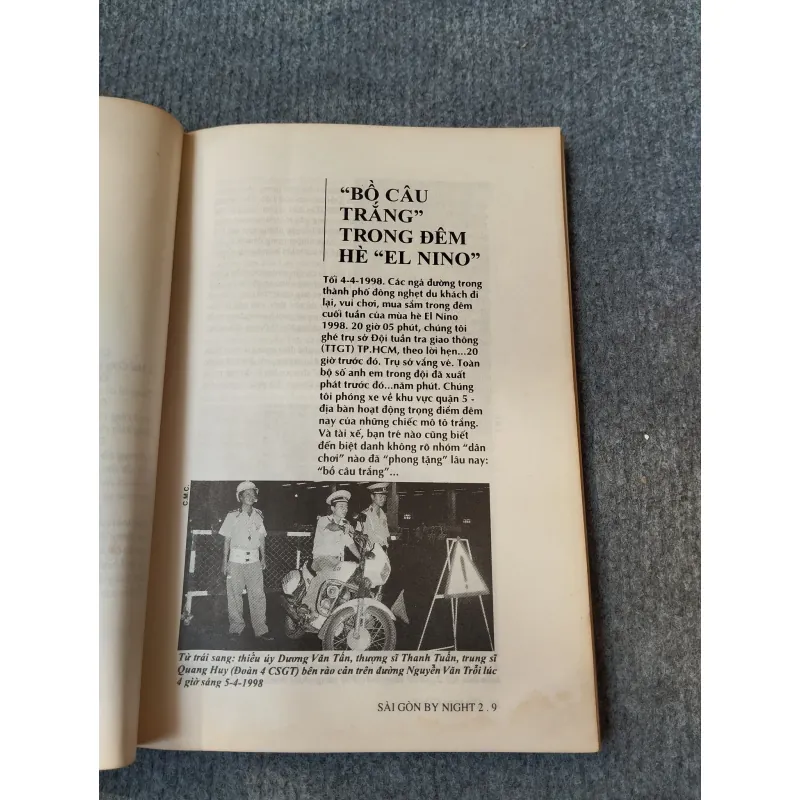 “BỒ CÂU
TRẮNG”
TRONG ĐÊM
HÈ “EL NINO”
Tối 4-4-1998. Các ngả đường trong
thành phố đông nghẹt du khách đi
lại, vui chơi, mua sắm trong đêm
cuối tuần của mùa hè El Nino
1998. 20 giờ 05 phút, chúng tôi
ghé trụ sở Đội tuần tra giao thông
(TTGT) TP.HCM, theo lời hẹn...20
giờ trước đó. Trụ sở vắng vẻ. Toàn
bộ số anh em trong đội đã xuất
phát trước đó...năm phút. Chúng
tôi phóng xe về khu vực quận 5 -
địa bàn hoạt động trọng điểm đêm
nay của những chiếc mô tô trắng.
Và tài xế, bạn trẻ nào cũng biết
đến biệt danh không rõ nhóm “dân
chơi” nào đã “phong tặng” lâu nay:
“bồ câu trắng”...
C.M.C.
Từ trái sang: thiếu úy Dương Văn Tấn, thượng sĩ Thanh Tuấn, trung sĩ
Quang Huy (Đoàn 4 CSGT) bên rào cản trên đường Nguyễn Văn Trỗi lúc
4 giờ sáng 5-4-1998
SÀI GÒN BY NIGHT 2 . 9